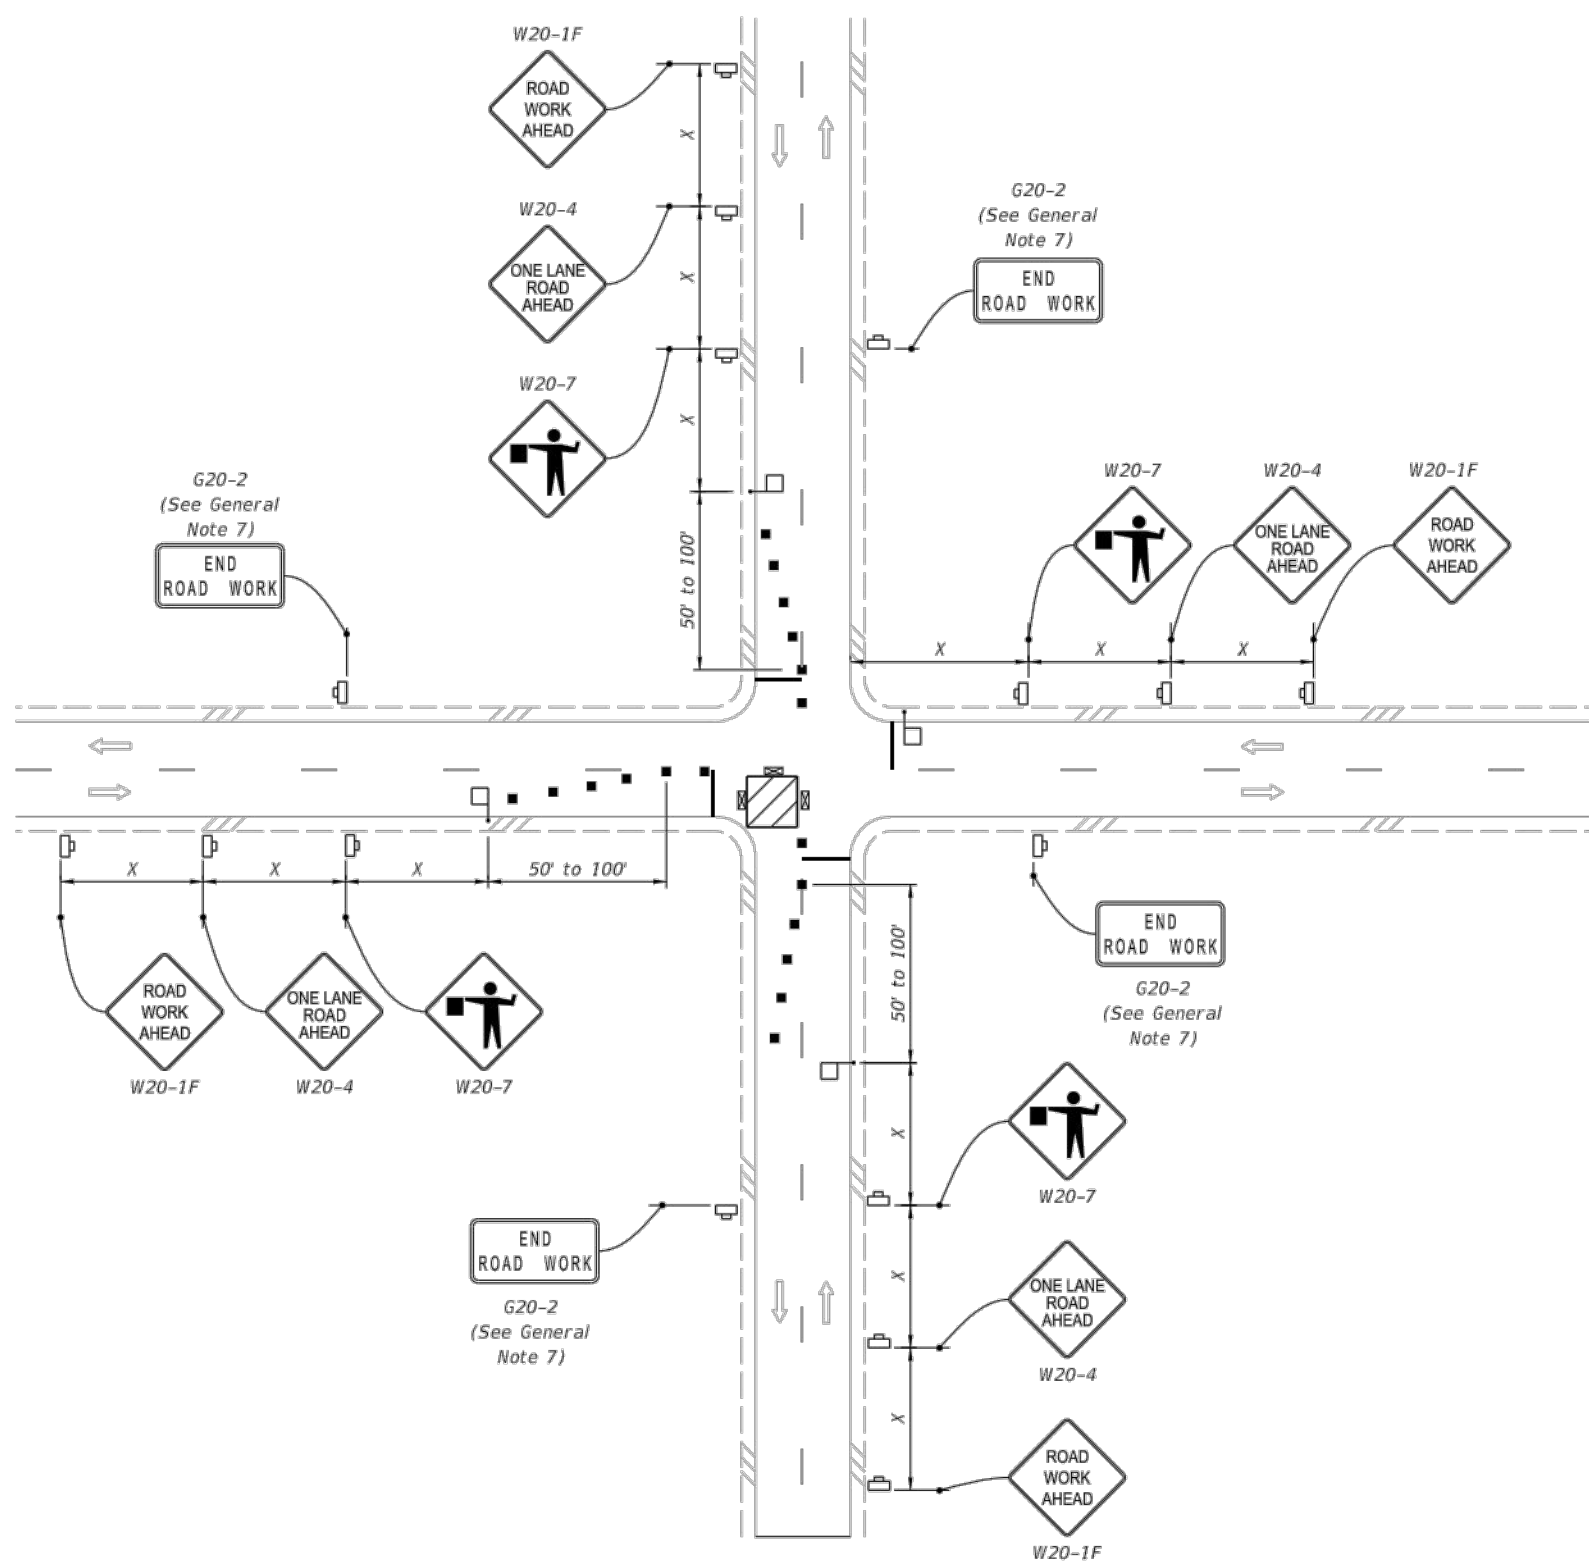 W20-1F
ROAD
WORK
AHEAD
X
W20-4
ONE LANE
ROAD
AHEAD
X
G20-2
(See General
Note 7)
END
ROAD WORK
W20-7
X
G20-2
(See General
Note 7)
END
ROAD WORK
50' to 100'
W20-7
W20-4
ONE LANE
ROAD
AHEAD
W20-1F
ROAD
WORK
AHEAD
X
X
X
X
X
X
50' to 100'
ROAD
WORK
AHEAD
W20-1F
ONE LANE
ROAD
AHEAD
W20-4
W20-7
50' to 100'
END
ROAD WORK
G20-2
(See General
Note 7)
X
W20-7
END
ROAD WORK
G20-2
(See General
Note 7)
X
ONE LANE
ROAD
AHEAD
W20-4
X
ROAD
WORK
AHEAD
W20-1F